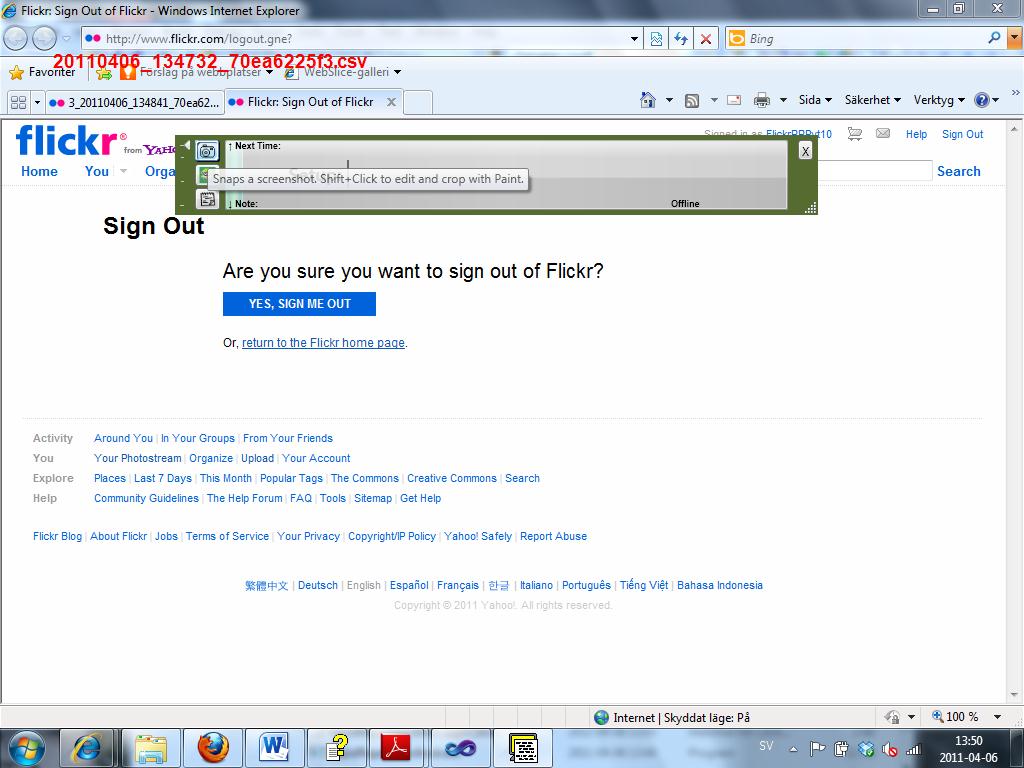 Flickr: Sign Out of Flickr - Windows Internet Explorer
http://www.flickr.com/logout.gne?
Bing
20110406_134732_70ea6225f3.csv
Favoriter
Förslag på webbplatser
WebSlice-galleri
3_20110406_134841_70ea62...
Flickr: Sign Out of Flickr
Sida
Säkerhet
Verktyg
flickr® from YAHOO
Signed in as FlickrPPPyt10
Help
Sign Out
↑ Next Time:
X
Home
You
Orga
Snaps a screenshot. Shift+Click to edit and crop with Paint.
Search
↓ Note:
Offline
Sign Out
Are you sure you want to sign out of Flickr?
YES, SIGN ME OUT
Or, return to the Flickr home page.
Activity Around You | In Your Groups | From Your Friends
You Your Photostream | Organize | Upload | Your Account
Explore Places | Last 7 Days | This Month | Popular Tags | The Commons | Creative Commons | Search
Help Community Guidelines | The Help Forum | FAQ | Tools | Sitemap | Get Help
Flickr Blog | About Flickr | Jobs | Terms of Service | Your Privacy | Copyright/IP Policy | Yahoo! Safely | Report Abuse
繁體中文 | Deutsch | English | Español | Français | 한글 | Italiano | Português | Tiếng Việt | Bahasa Indonesia
Copyright © 2011 Yahoo!. All rights reserved.
Internet | Skyddat läge: På
100 %
SV
13:50
2011-04-06